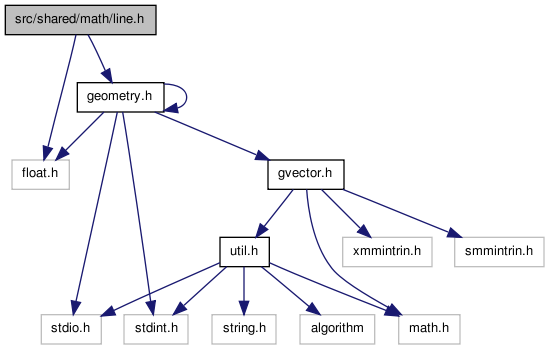 src/shared/math/line.h
geometry.h
float.h
gvector.h
util.h
xmmintrin.h
smmintrin.h
stdio.h
stdint.h
string.h
algorithm
math.h